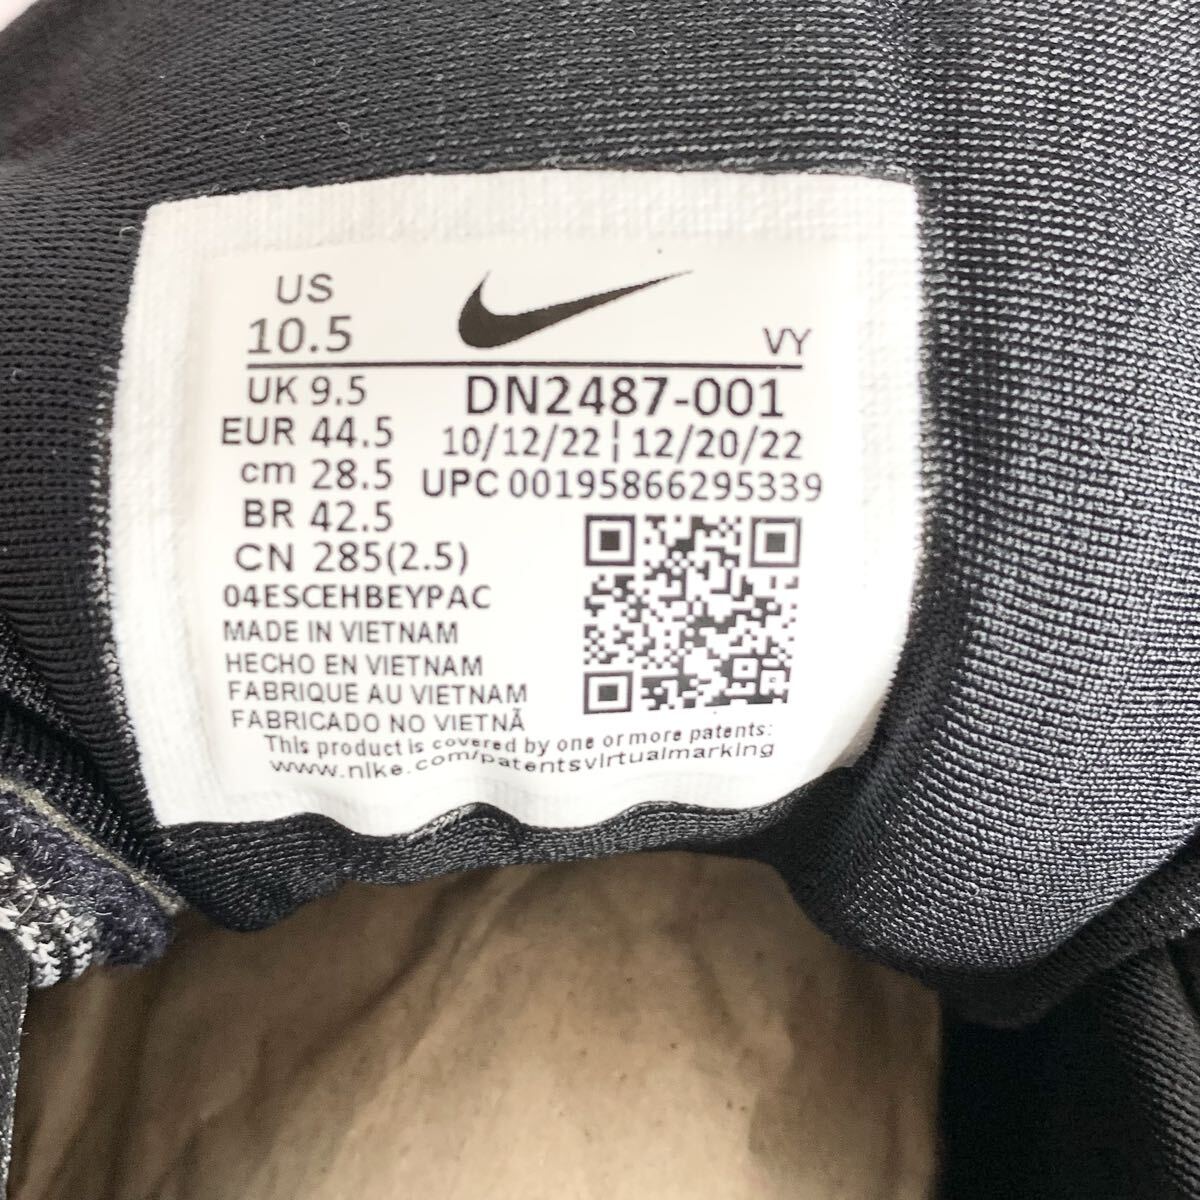 US
10.5
VY
UK 9.5
EUR 44.5
cm 28.5
BR 42.5
CN 285(2.5)
DN2487-001
10/12/22 | 12/20/22
UPC 00195866295339
04ESCEHBEYPAC
MADE IN VIETNAM
HECHO EN VIETNAM
FABRIQUE AU VIETNAM
FABRICADO NO VIETNÃ
This product is covered by one or more patents:
www.nike.com/patentsvirtualmarking